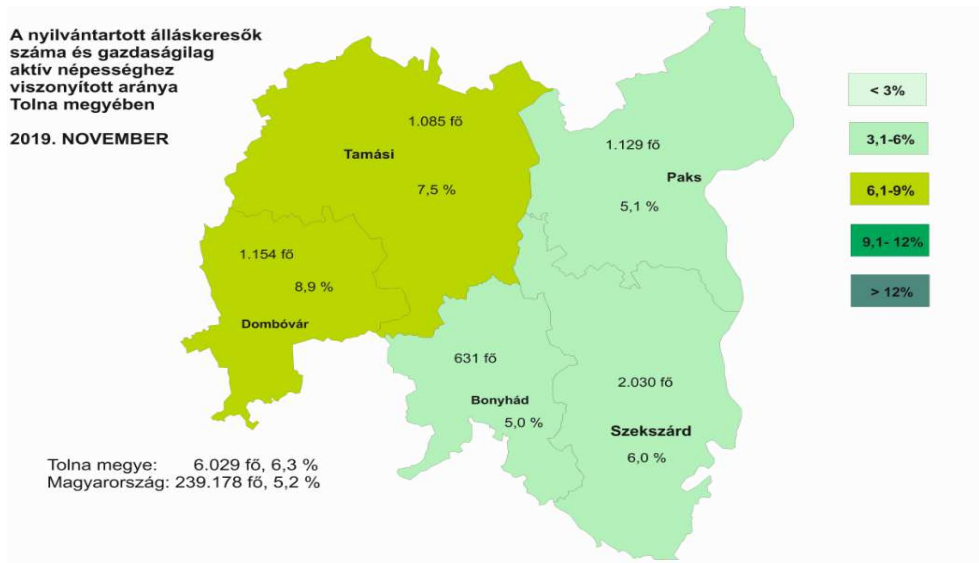 A nyilvántartott álláskeresők
száma és gazdaságilag
aktív népességhez
viszonyított aránya
Tolna megyében
2019. NOVEMBER
1.085 fő
Tamási
7,5 %
1.129 fő
Paks
5,1 %
1.154 fő
8,9 %
Dombóvár
631 fő
Bonyhád
5,0 %
2.030 fő
Szekszárd
6,0 %
< 3%
3,1-6%
6,1-9%
9,1- 12%
> 12%
Tolna megye: 6.029 fő, 6,3 %
Magyarország: 239.178 fő, 5,2 %